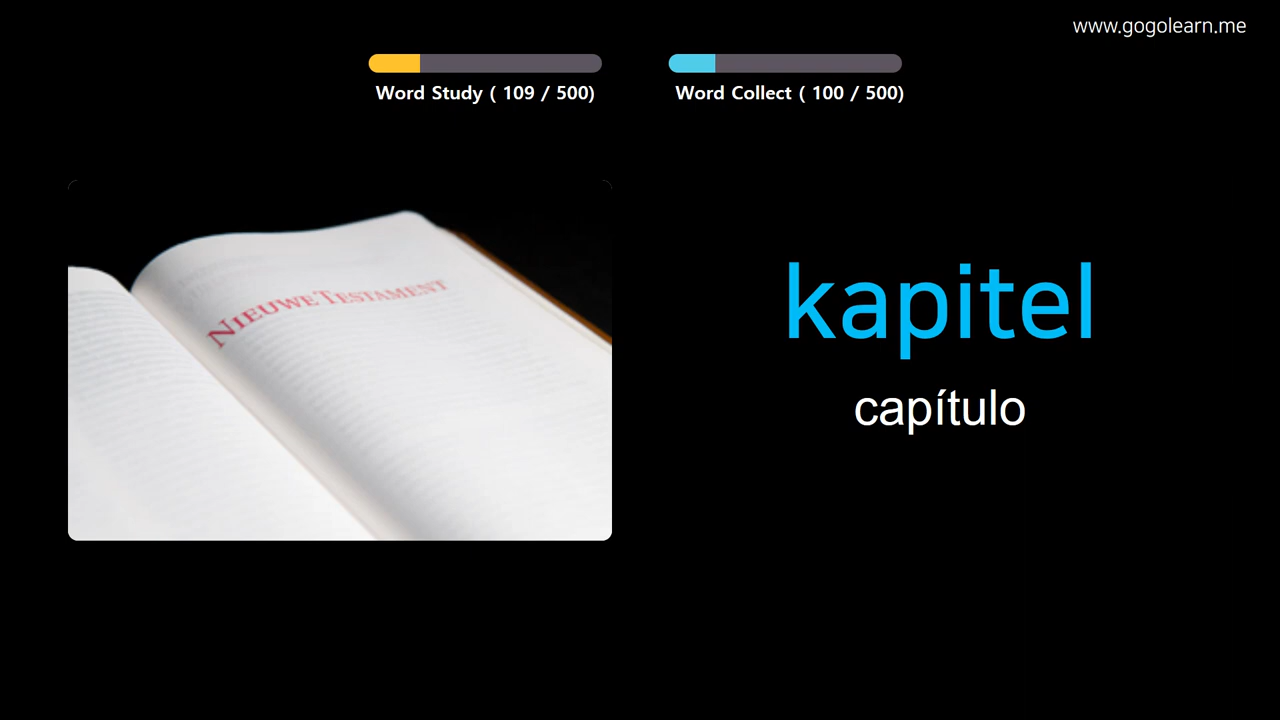 www.gogolearn.me
Word Study ( 109 / 500)
Word Collect ( 100 / 500)
NIEUWE TESTAMENT
kapitel
capítulo